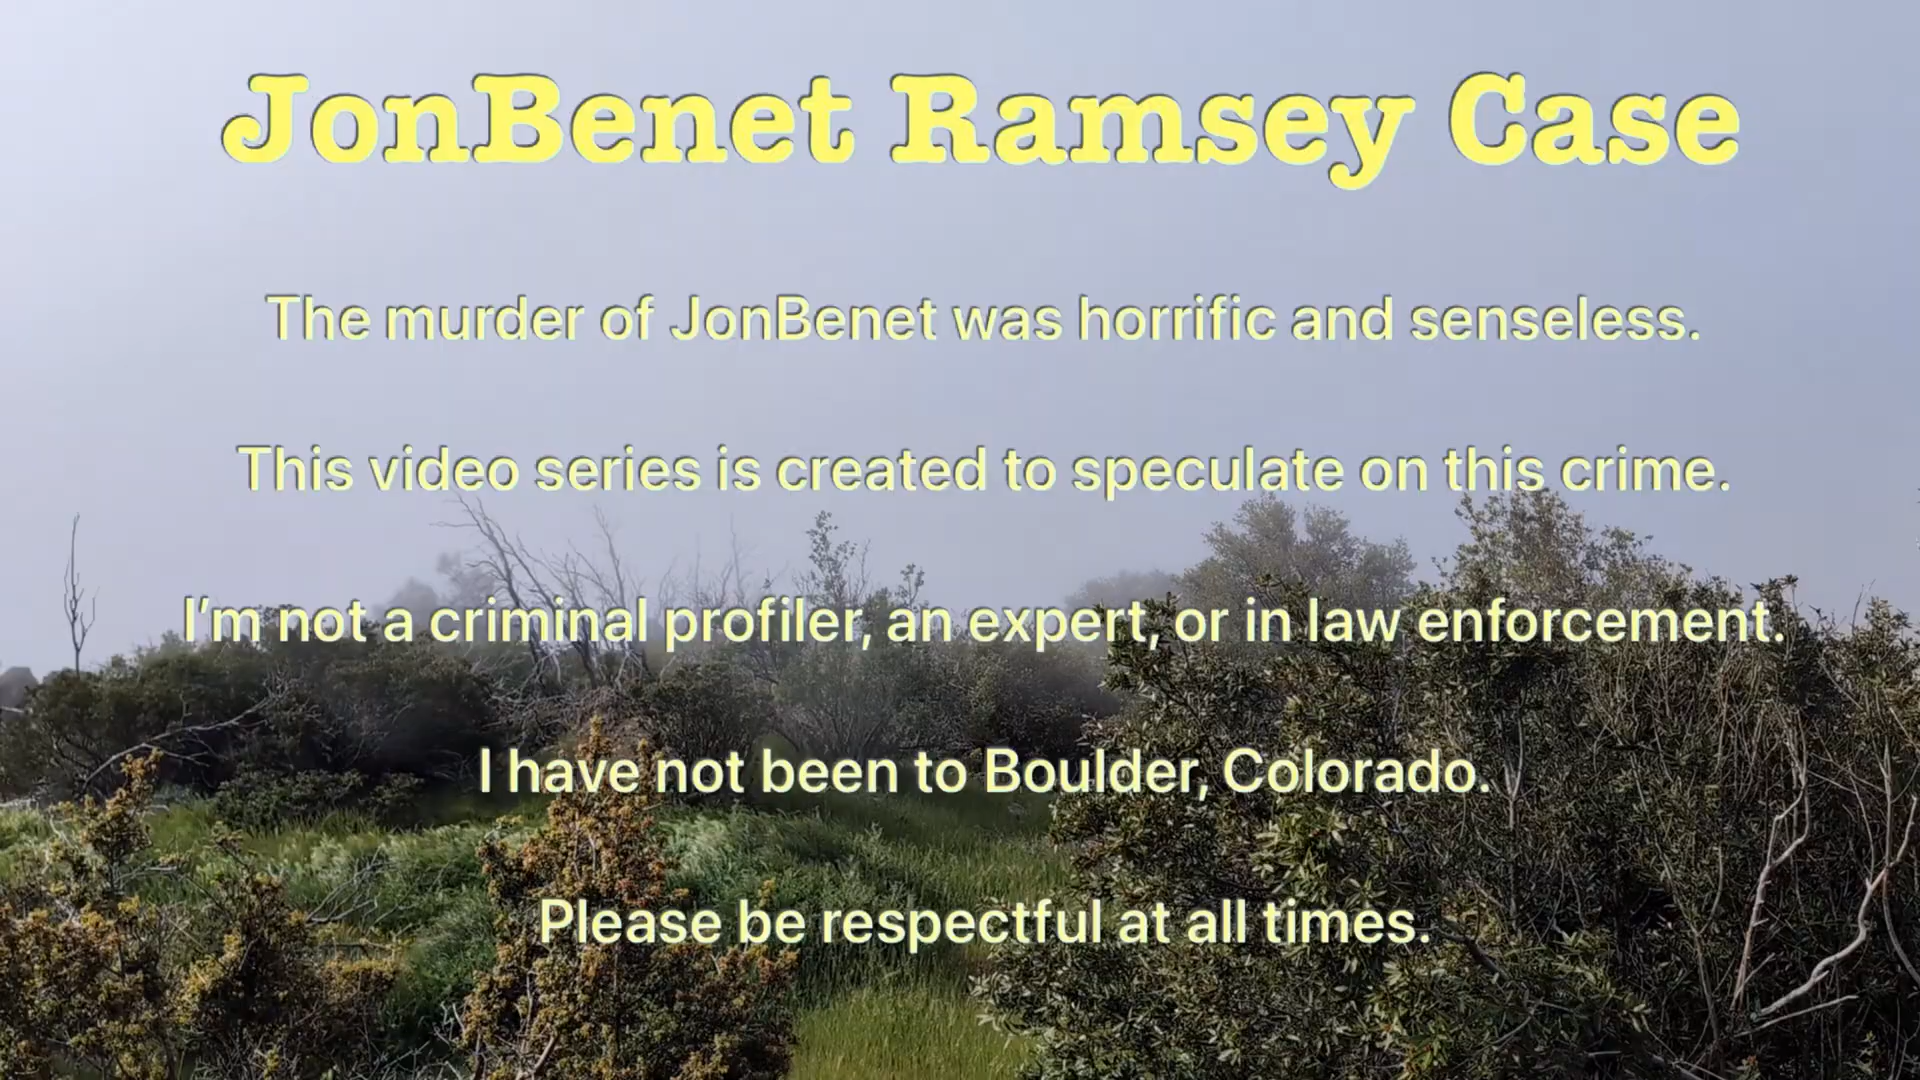 JonBenet Ramsey Case
The murder of JonBenet was horrific and senseless.
This video series is created to speculate on this crime.
I’m not a criminal profiler, an expert, or in law enforcement.
I have not been to Boulder, Colorado.
Please be respectful at all times.